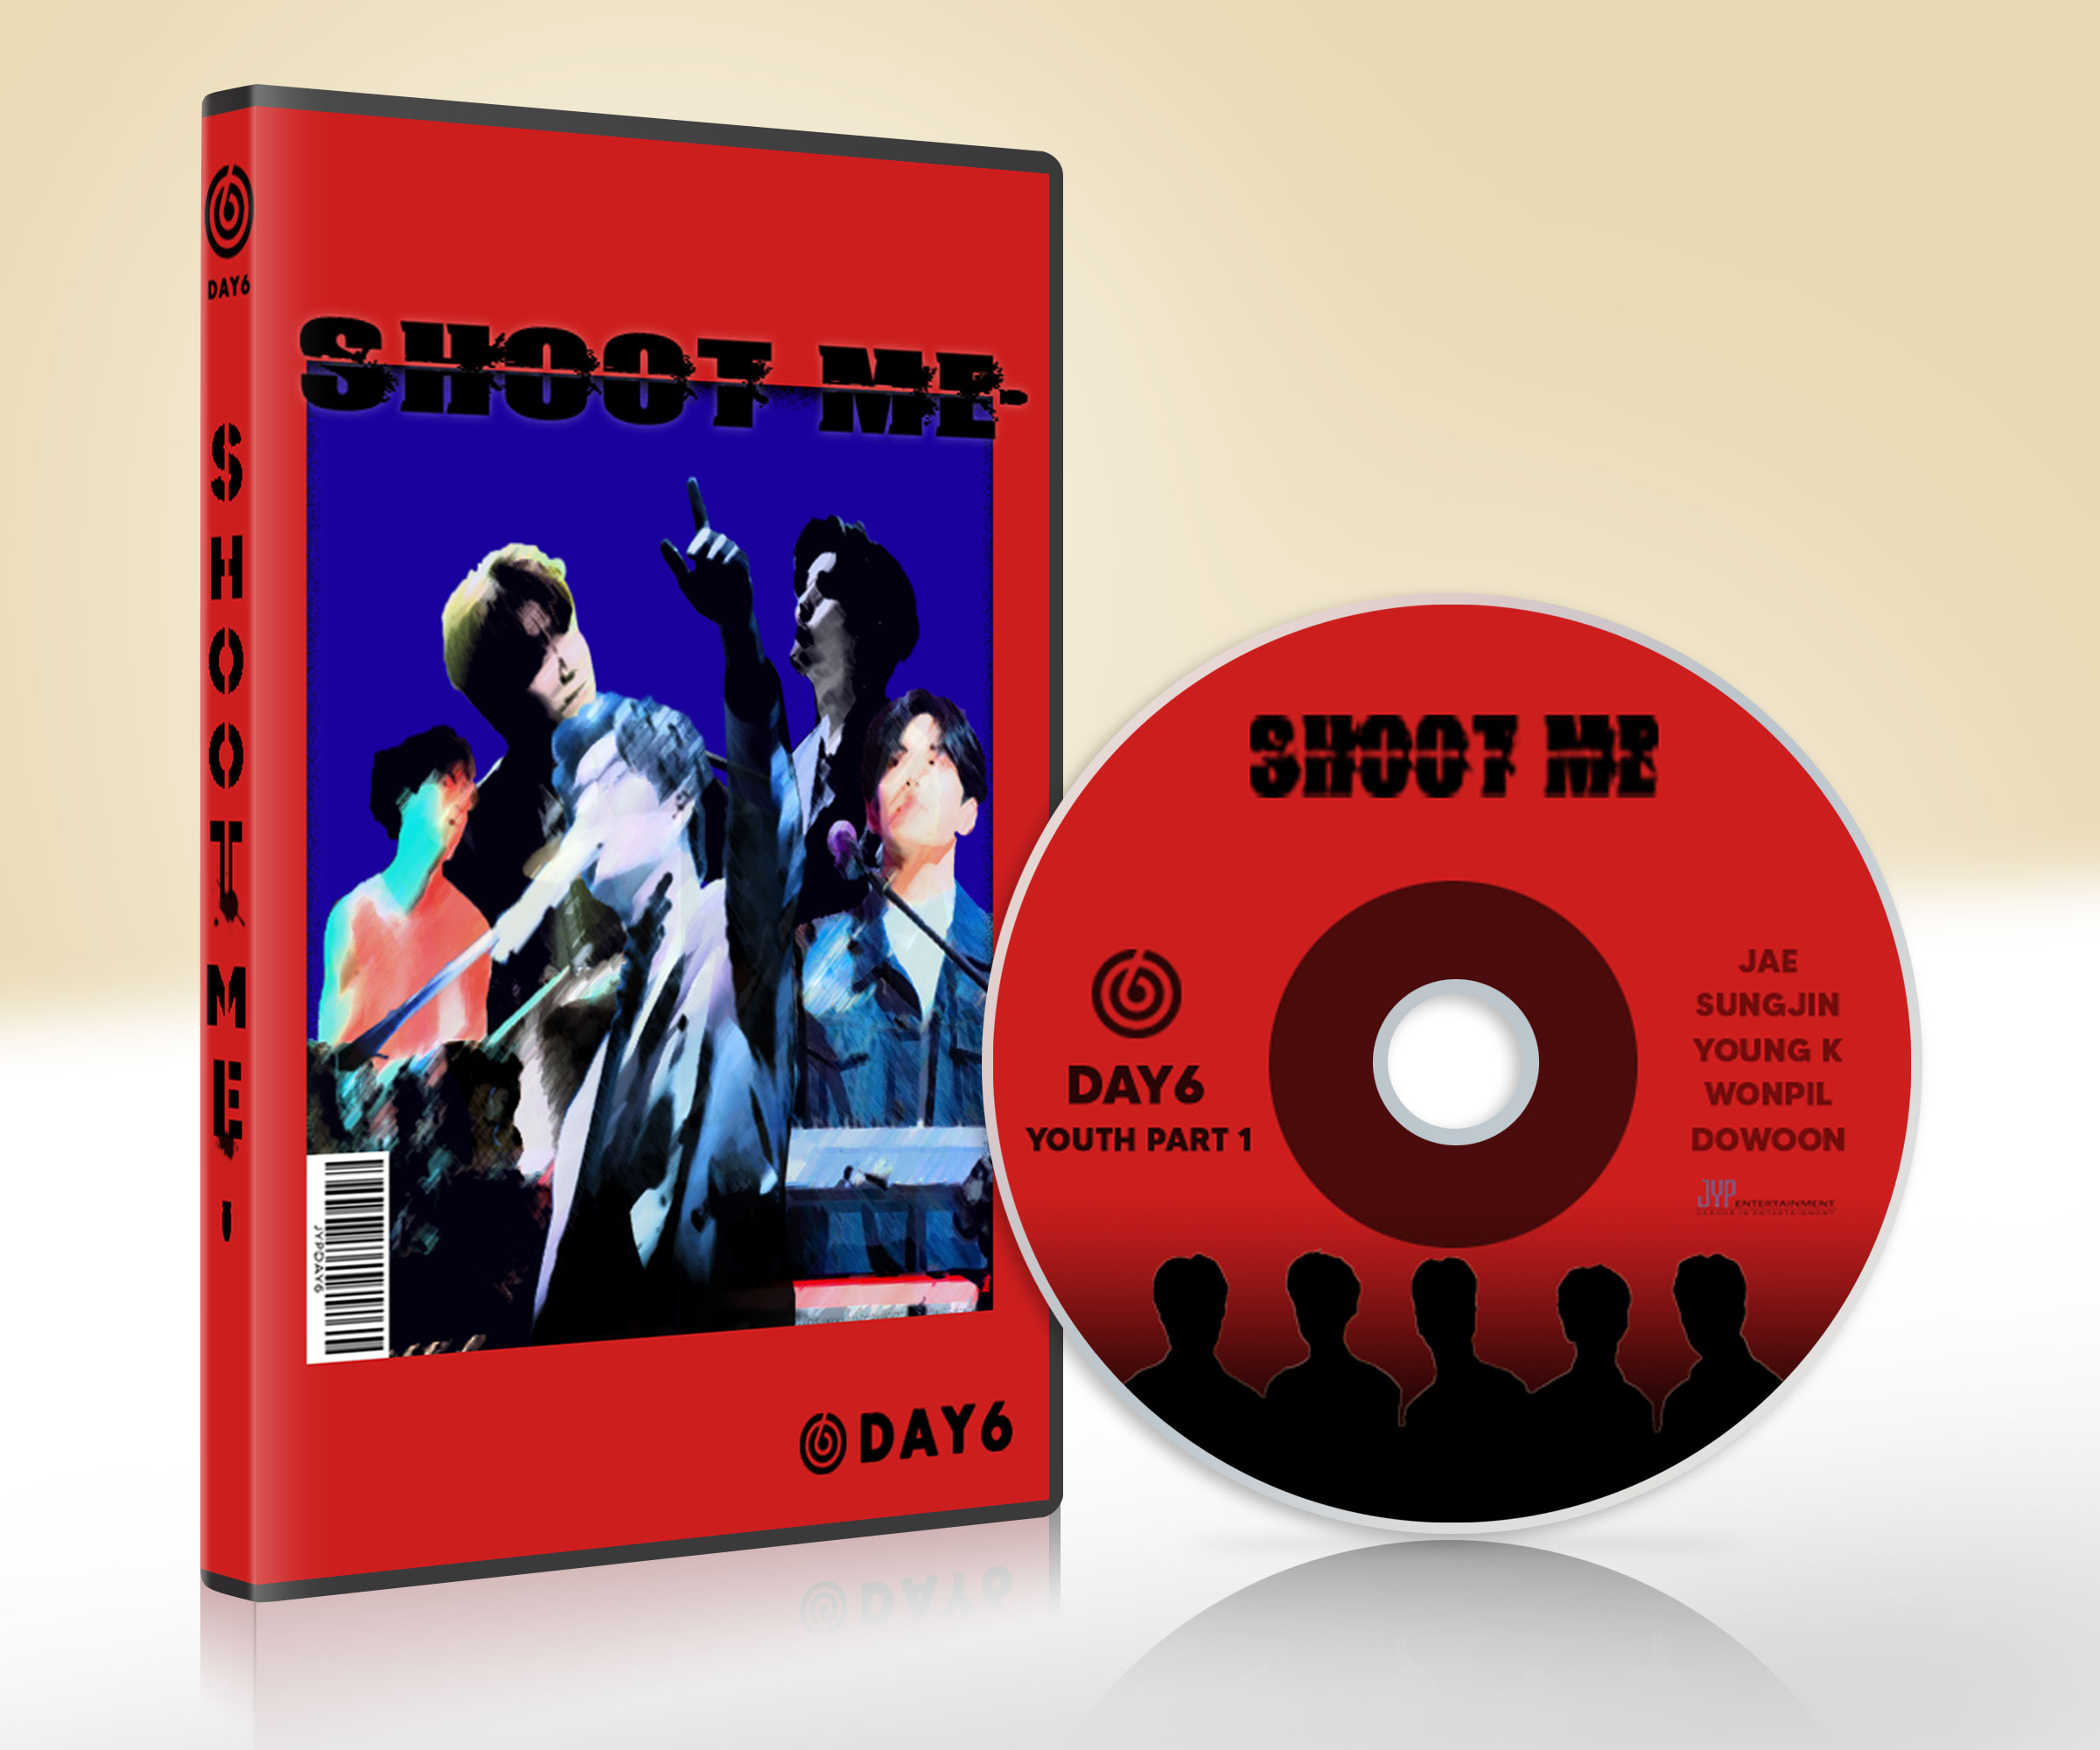 DAY6
SHOOT ME
SHOOT ME
JYPDAY6
DAY6
SHOOT ME
DAY6
YOUTH PART 1
JAE
SUNGJIN
YOUNG K
WONPIL
DOWOON
JYP ENTERTAINMENT